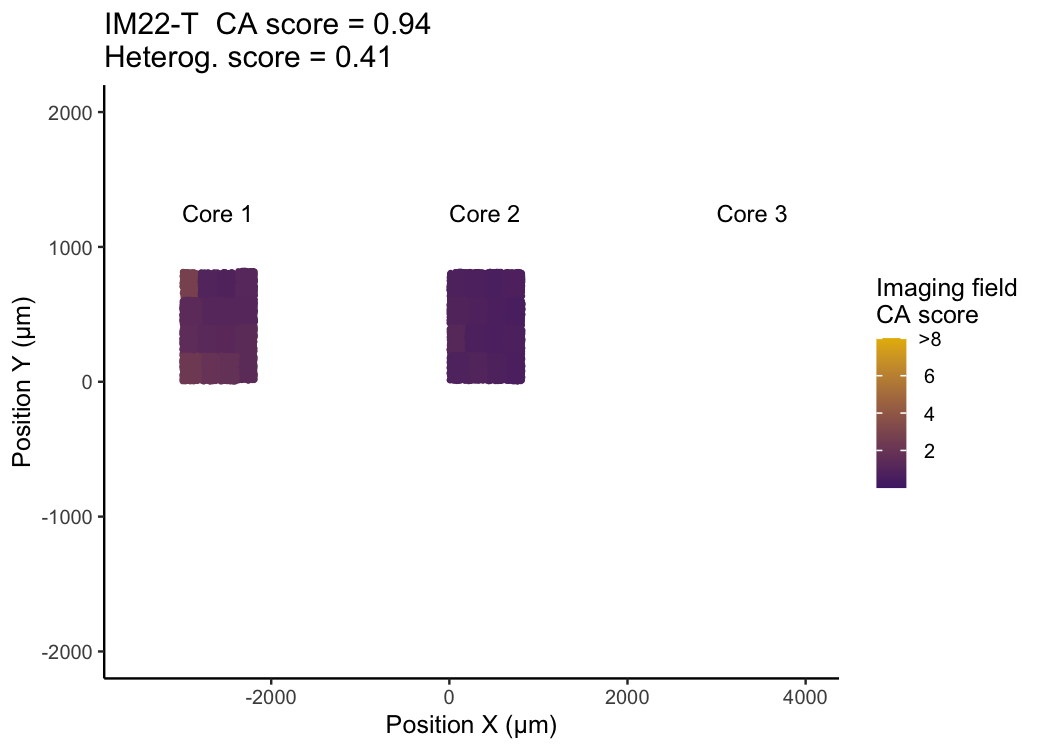 IM22-T  CA score = 0.94
Heterog. score = 0.41
2000
1000
0
-1000
-2000
Position Y (µm)
Core 1
Core 2
Core 3
-2000
0
2000
4000
Position X (µm)
Imaging field
CA score
>8
6
4
2